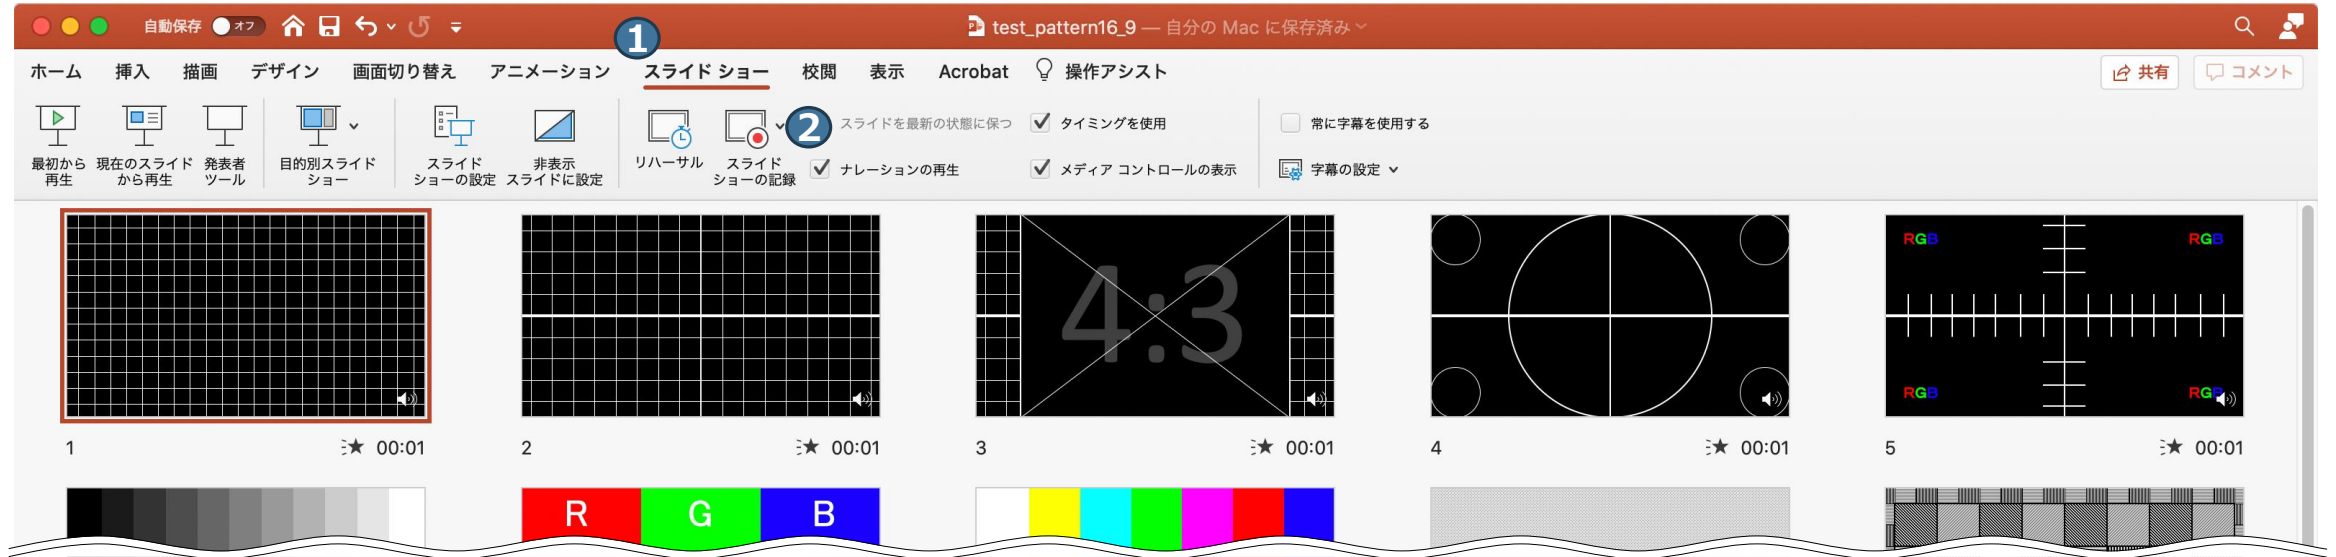 自動保存 オフ
test_pattern16_9 — 自分の Mac に保存済み
1
ホーム 挿入 描画 デザイン 画面切り替え アニメーション スライド ショー 校閲 表示 Acrobat 操作アシスト 共有 コメント
2
最初から
再生
現在のスライド
から再生
発表者
ツール
目的別スライド
ショー
スライド
ショーの設定
非表示
スライドに設定
リハーサル
スライド
ショーの記録
スライドを最新の状態に保つ
タイミングを使用
常に字幕を使用する
ナレーションの再生
メディア コントロールの表示
字幕の設定
4:3
RGB RGB
RGB RGB
1 00:01
2 00:01
3 00:01
4 00:01
5 00:01
R G B